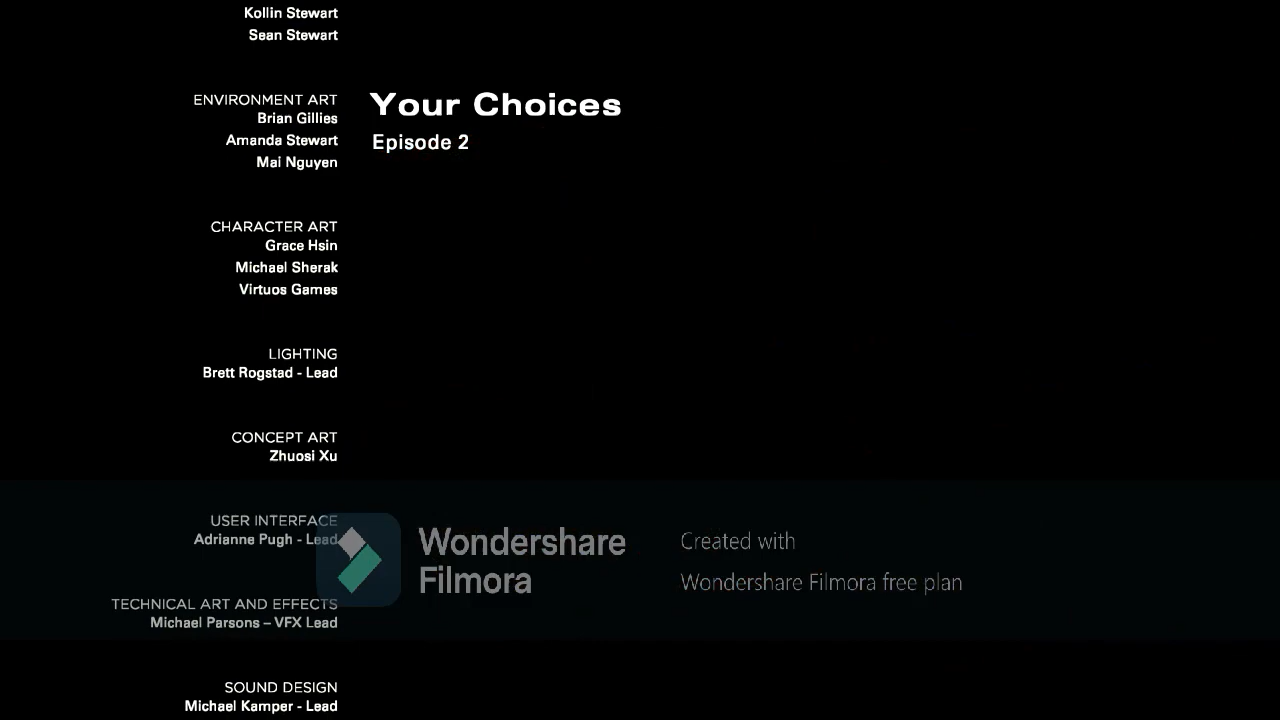 Kollin Stewart
Sean Stewart
ENVIRONMENT ART
Brian Gillies
Amanda Stewart
Mai Nguyen
Your Choices
Episode 2
CHARACTER ART
Grace Hsin
Michael Sherak
Virtuos Games
LIGHTING
Brett Rogstad - Lead
CONCEPT ART
Zhuosi Xu
USER INTERFACE
Adrianne Pugh - Lead
Wondershare
Filmora
Created with
Wondershare Filmora free plan
TECHNICAL ART AND EFFECTS
Michael Parsons – VFX Lead
SOUND DESIGN
Michael Kamper - Lead